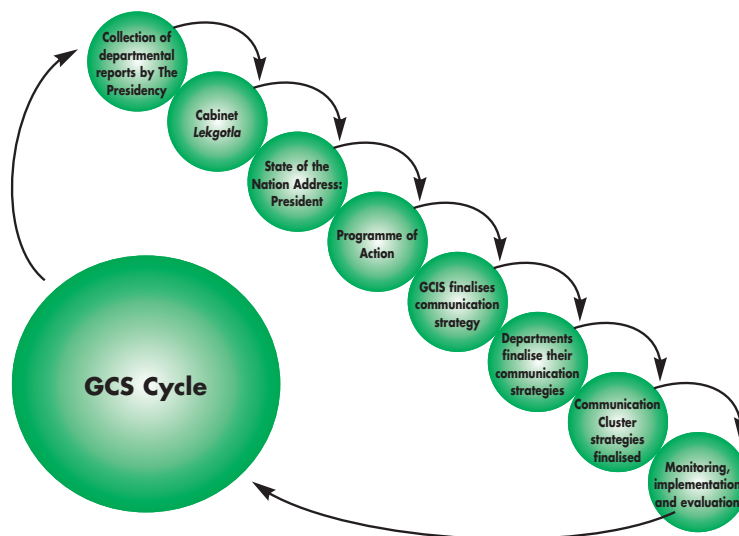 Collection of
departmental
reports by The
Presidency
Cabinet
Lekgotla
State of the
Nation Address:
President
Programme of
Action
GCIS finalises
communication
strategy
Departments
finalise their
communication
strategies
Communication
Cluster
strategies
finalised
Monitoring,
implementation
and evaluation
GCS Cycle